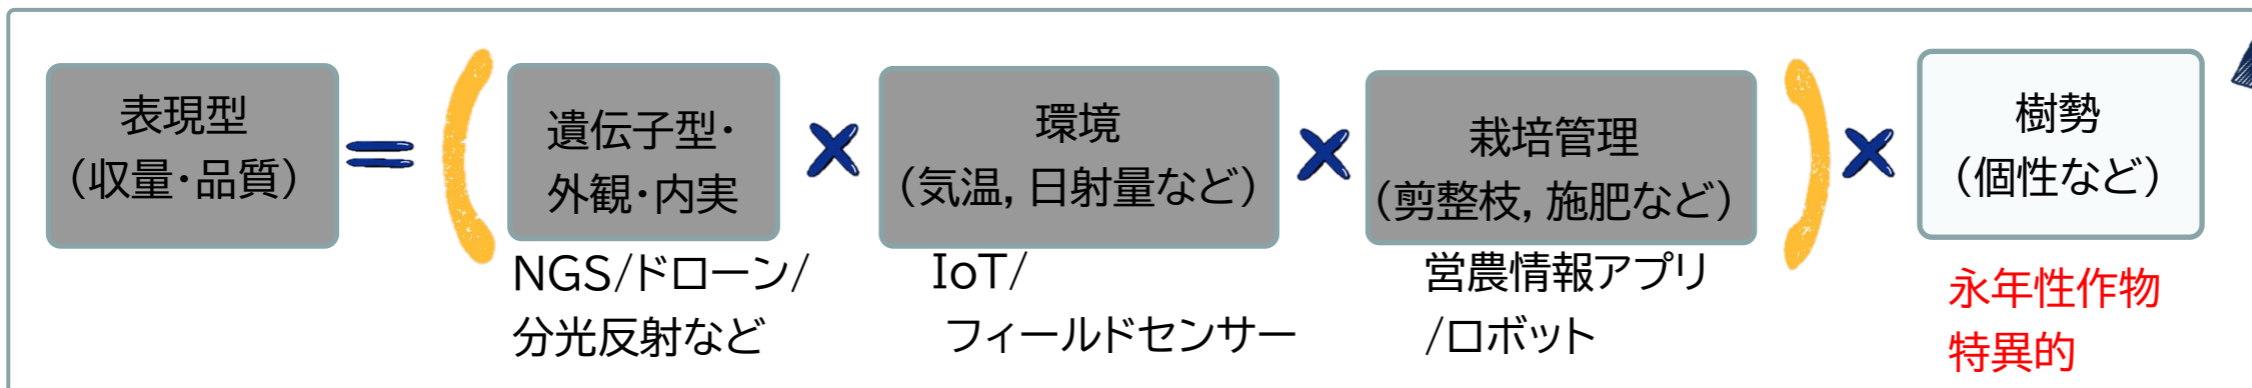 表現型
（収量・品質）
＝
（
遺伝子型・
外観・内実
×
環境
（気温, 日射量など）
×
栽培管理
（剪整枝, 施肥など）
）
×
樹勢
（個性など）
NGS/ドローン/
分光反射など
IoT/
フィールドセンサー
営農情報アプリ
/ロボット
永年性作物
特異的